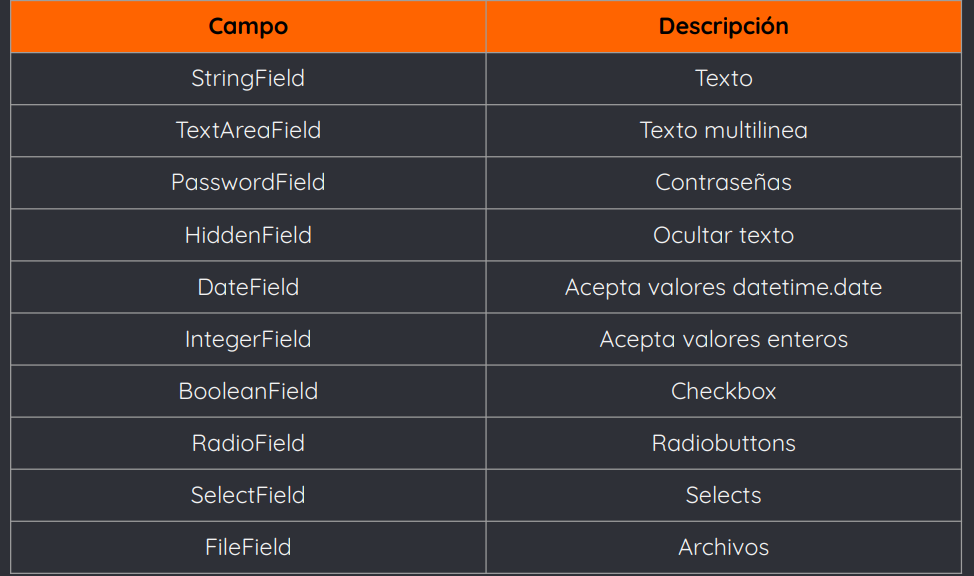 Campo Descripción
StringField Texto
TextAreaField Texto multilinea
PasswordField Contraseñas
HiddenField Ocultar texto
DateField Acepta valores datetime.date
IntegerField Acepta valores enteros
BooleanField Checkbox
RadioField Radiobuttons
SelectField Selects
FileField Archivos